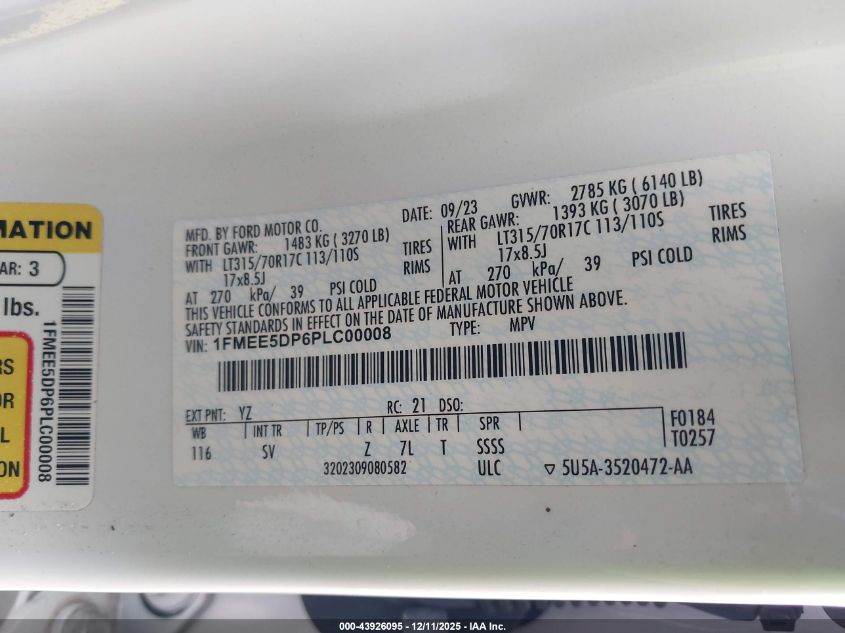 MATION
AR: 3
lbs.
RS
OR
L
ON
1FMEE5DP6PLC00008
MFD. BY FORD MOTOR CO.
DATE: 09/23 GVWR: 2785 KG ( 6140 LB)
FRONT GAWR: 1483 KG ( 3270 LB)
WITH LT315/70R17C 113/110S TIRES
17x8.5J RIMS
AT 270 kPa/ 39 PSI COLD
REAR GAWR: 1393 KG ( 3070 LB)
WITH LT315/70R17C 113/110S TIRES
17x8.5J RIMS
AT 270 kPa/ 39 PSI COLD
THIS VEHICLE CONFORMS TO ALL APPLICABLE FEDERAL MOTOR VEHICLE
SAFETY STANDARDS IN EFFECT ON THE DATE OF MANUFACTURE SHOWN ABOVE.
VIN: 1FMEE5DP6PLC00008 TYPE: MPV
EXT PNT: YZ RC: 21 DSO:
WB INT TR TP/PS R AXLE TR SPR
116 SV Z 7L T SSSS
F0184
T0257
3202309080582 ULC ▽ 5U5A-3520472-AA
000-43926095 - 12/11/2025 - IAA Inc.